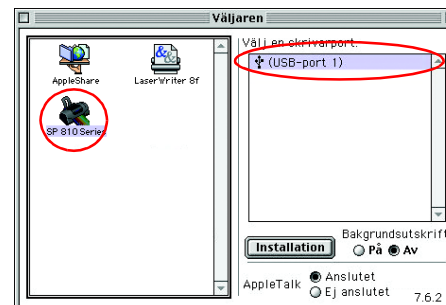 Väljaren
AppleShare
LaserWriter 8f
SP 810 Series
Välj en skrivarport:
(USB-port 1)
Installation
Bakgrundsutskrift
På Av
AppleTalk
Anslutet
Ej anslutet
7.6.2